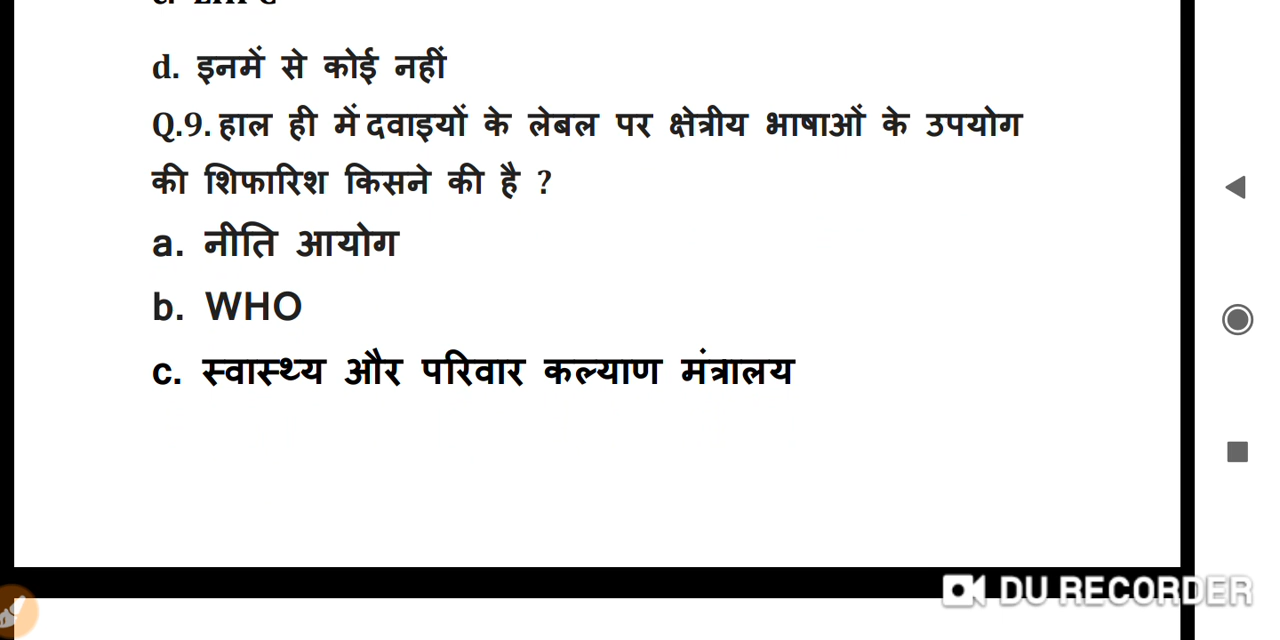 d. इनमें से कोई नहीं
Q.9. हाल ही में दवाइयों के लेबल पर क्षेत्रीय भाषाओं के उपयोग
की शिफारिश किसने की है ?
a. नीति आयोग
b. WHO
c. स्वास्थ्य और परिवार कल्याण मंत्रालय
DU RECORDER